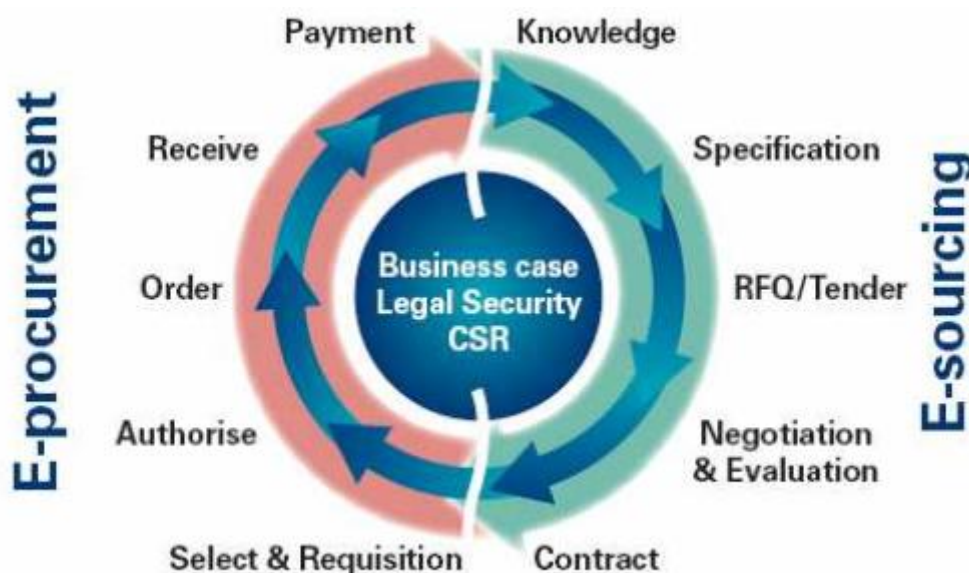 Payment
Knowledge
Receive
Specification
E-procurement
Business case
Legal Security
CSR
Order
RFQ/Tender
E-sourcing
Authorise
Negotiation
& Evaluation
Select & Requisition
Contract